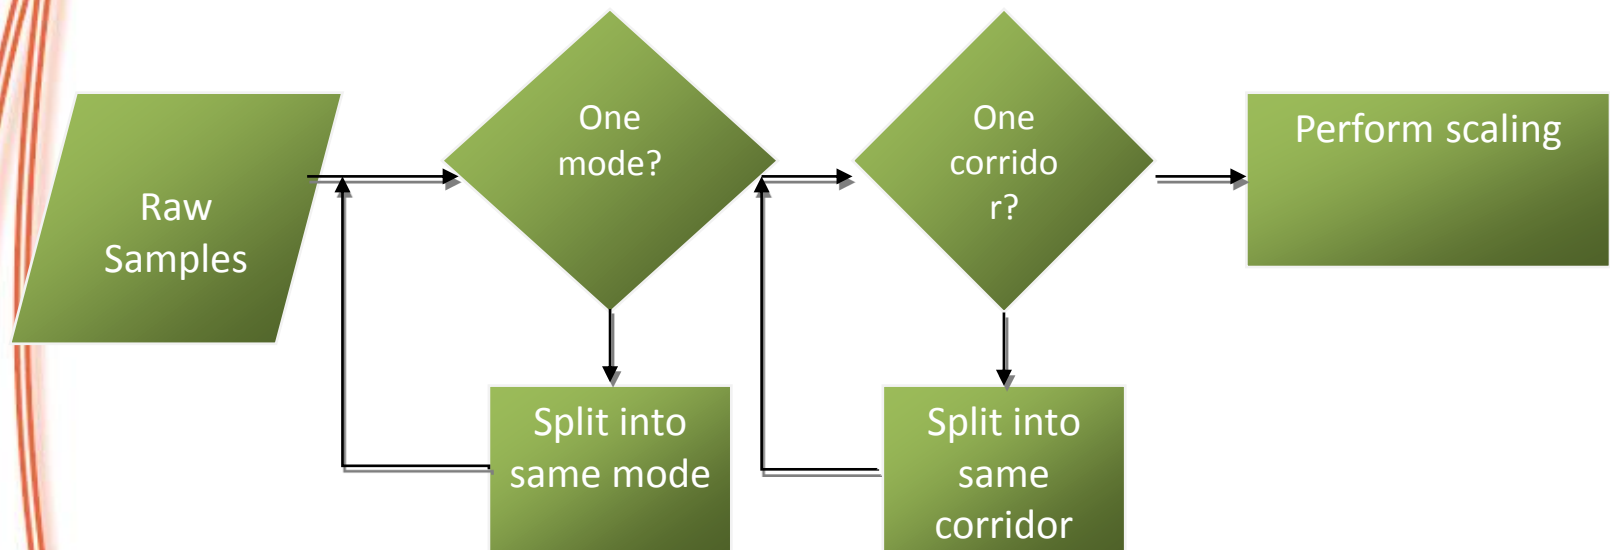 Raw
Samples
One
mode?
Split into
same mode
One
corrido
r?
Split into
same
corridor
Perform scaling